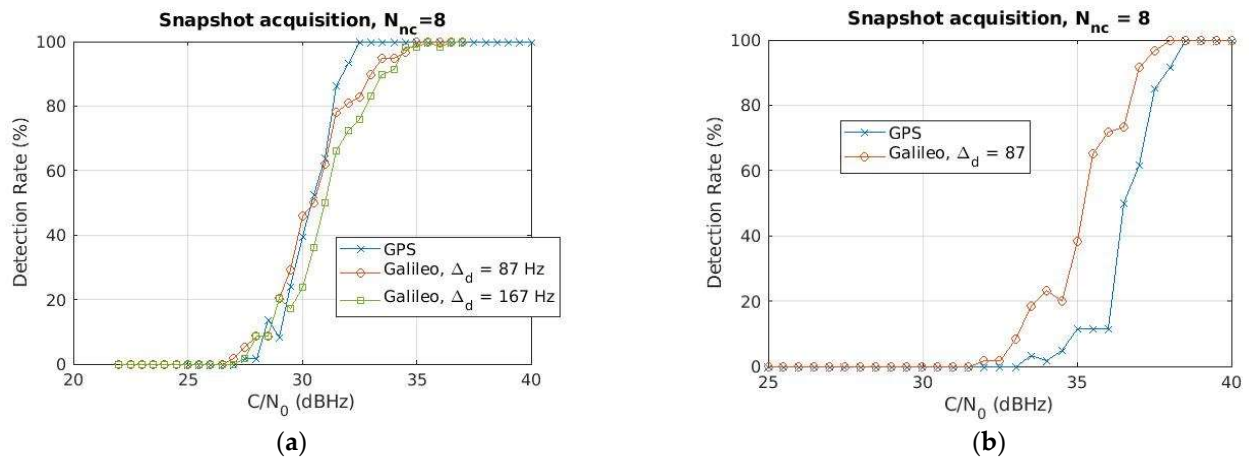 Snapshot acquisition, N_nc=8
100
80
60
40
20
0
Detection Rate (%)
GPS
Galileo, Δ_d = 87 Hz
Galileo, Δ_d = 167 Hz
20 25 30 35 40
C/N_0 (dBHz)
(a)
Snapshot acquisition, N_nc = 8
100
80
60
40
20
0
Detection Rate (%)
GPS
Galileo, Δ_d = 87
25 30 35 40
C/N_0 (dBHz)
(b)